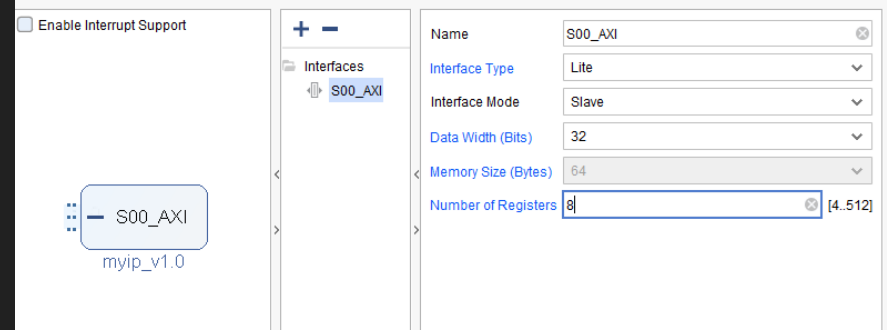 Enable Interrupt Support
S00_AXI
myip_v1.0
Interfaces
S00_AXI
Name S00_AXI
Interface Type Lite
Interface Mode Slave
Data Width (Bits) 32
Memory Size (Bytes) 64
Number of Registers 8 [4..512]